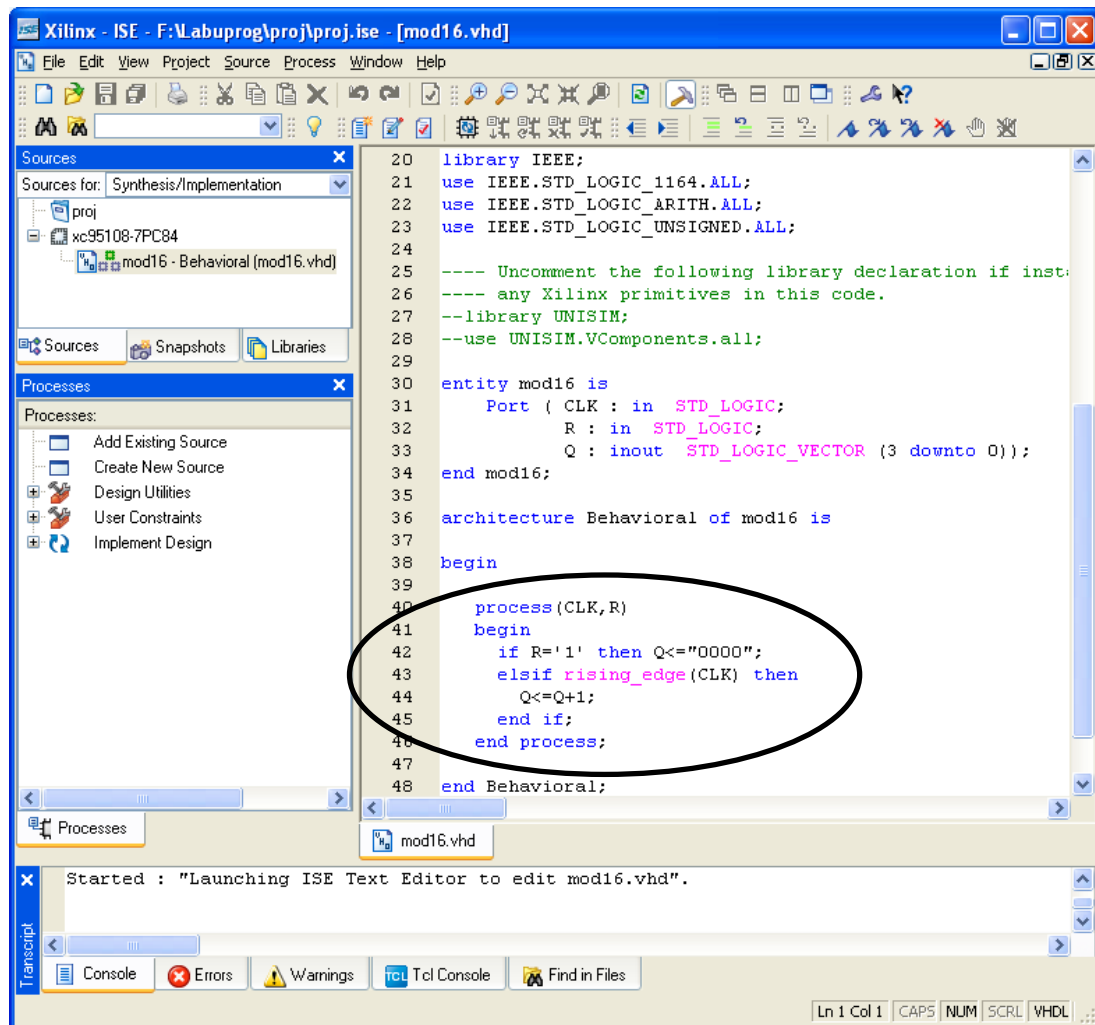 Xilinx - ISE - F:\Labuprog\proj\proj.ise - [mod16.vhd]
File Edit View Project Source Process Window Help
Sources
Sources for: Synthesis/Implementation
proj
xc95108-7PC84
mod16 - Behavioral (mod16.vhd)
Sources Snapshots Libraries
Processes
Processes:
Add Existing Source
Create New Source
Design Utilities
User Constraints
Implement Design
Processes
20 library IEEE;
21 use IEEE.STD_LOGIC_1164.ALL;
22 use IEEE.STD_LOGIC_ARITH.ALL;
23 use IEEE.STD_LOGIC_UNSIGNED.ALL;
24
25 ---- Uncomment the following library declaration if inst
26 ---- any Xilinx primitives in this code.
27 --library UNISIM;
28 --use UNISIM.VComponents.all;
29
30 entity mod16 is
31 Port ( CLK : in STD_LOGIC;
32 R : in STD_LOGIC;
33 Q : inout STD_LOGIC_VECTOR (3 downto 0));
34 end mod16;
35
36 architecture Behavioral of mod16 is
37
38 begin
39
40 process(CLK,R)
41 begin
42 if R='1' then Q<="0000";
43 elsif rising_edge(CLK) then
44 Q<=Q+1;
45 end if;
46 end process;
47
48 end Behavioral;
mod16.vhd
Started : "Launching ISE Text Editor to edit mod16.vhd".
Transcript
Console Errors Warnings TCL Tcl Console Find in Files
Ln 1 Col 1 CAPS NUM SCRL VHDL